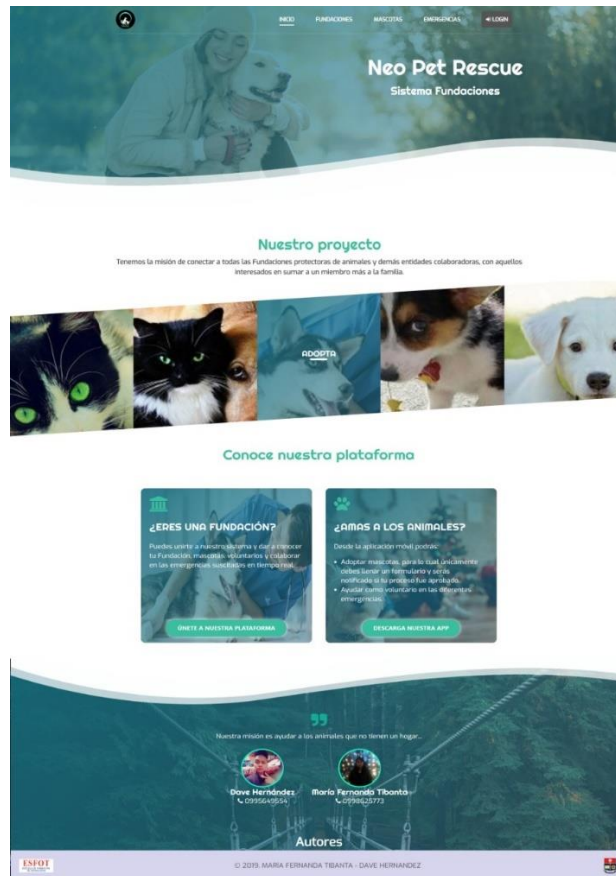 INICIO
FUNDACIONES
MASCOTAS
EMERGENCIAS
LOGIN
Neo Pet Rescue
Sistema Fundaciones
Nuestro proyecto
Tenemos la misión de conectar a todas las Fundaciones protectoras de animales y demás entidades colaboradoras, con aquellos
interesados en sumar a un miembro más a la familia.
ADOPTA
Conoce nuestra plataforma
¿ERES UNA FUNDACIÓN?
Puedes unirte a nuestro sistema y dar a conocer
tu Fundación, mascotas, voluntarios y colaborar
en las emergencias suscitadas en tiempo real.
ÚNETE A NUESTRA PLATAFORMA
¿AMAS A LOS ANIMALES?
Desde la aplicación móvil podrás:
• Adoptar mascotas, para lo cual únicamente
debes llenar un formulario y serás
notificado si tu proceso fue aprobado.
• Ayudar como voluntario en las diferentes
emergencias.
DESCARGA NUESTRA APP
Nuestra misión es ayudar a los animales que no tienen un hogar...
Dave Hernández
María Fernanda Tibanta
0998625773
Autores
ESFOT
© 2019. MARIA FERNANDA TIBANTA - DAVE HERNANDEZ